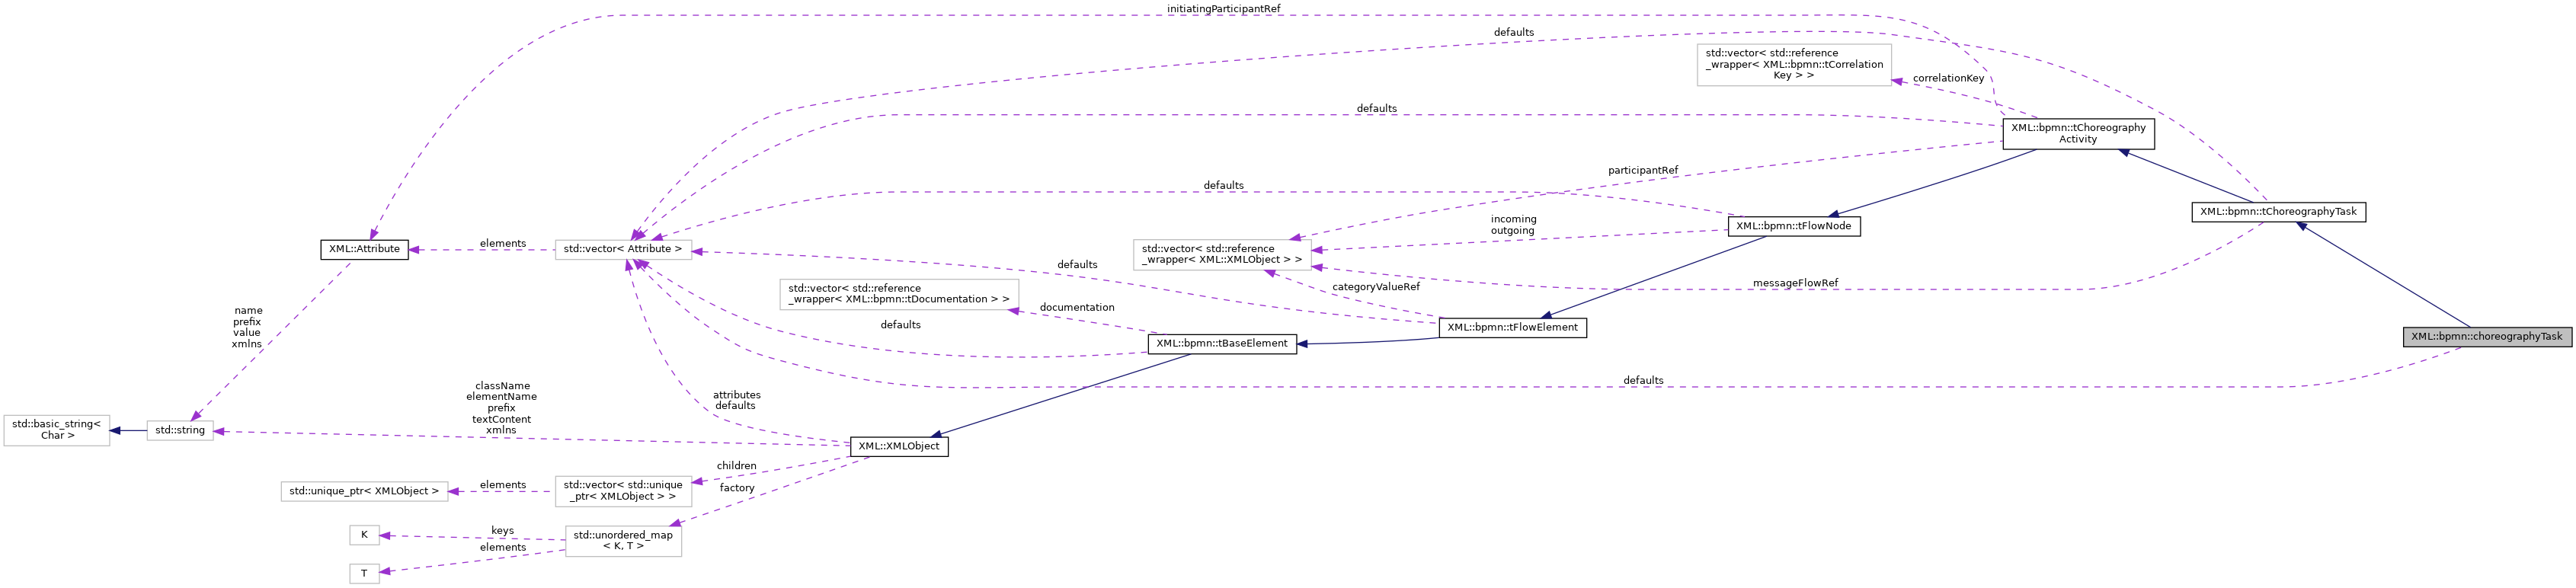 initiatingParticipantRef
defaults
std::vector< std::reference
_wrapper< XML::bpmn::tCorrelation
Key > >
correlationKey
defaults
XML::bpmn::tChoreography
Activity
participantRef
defaults
XML::bpmn::tChoreographyTask
incoming
outgoing
XML::bpmn::tFlowNode
elements
XML::Attribute
std::vector< Attribute >
std::vector< std::reference
_wrapper< XML::XMLObject > >
defaults
messageFlowRef
categoryValueRef
std::vector< std::reference
_wrapper< XML::bpmn::tDocumentation > >
documentation
name
prefix
value
xmlns
defaults
XML::bpmn::tFlowElement
XML::bpmn::tBaseElement
XML::bpmn::choreographyTask
defaults
className
elementName
prefix
textContent
xmlns
attributes
defaults
std::basic_string<
Char >
std::string
XML::XMLObject
children
std::unique_ptr< XMLObject >
elements
std::vector< std::unique
_ptr< XMLObject > >
factory
K
keys
std::unordered_map
< K, T >
elements
T